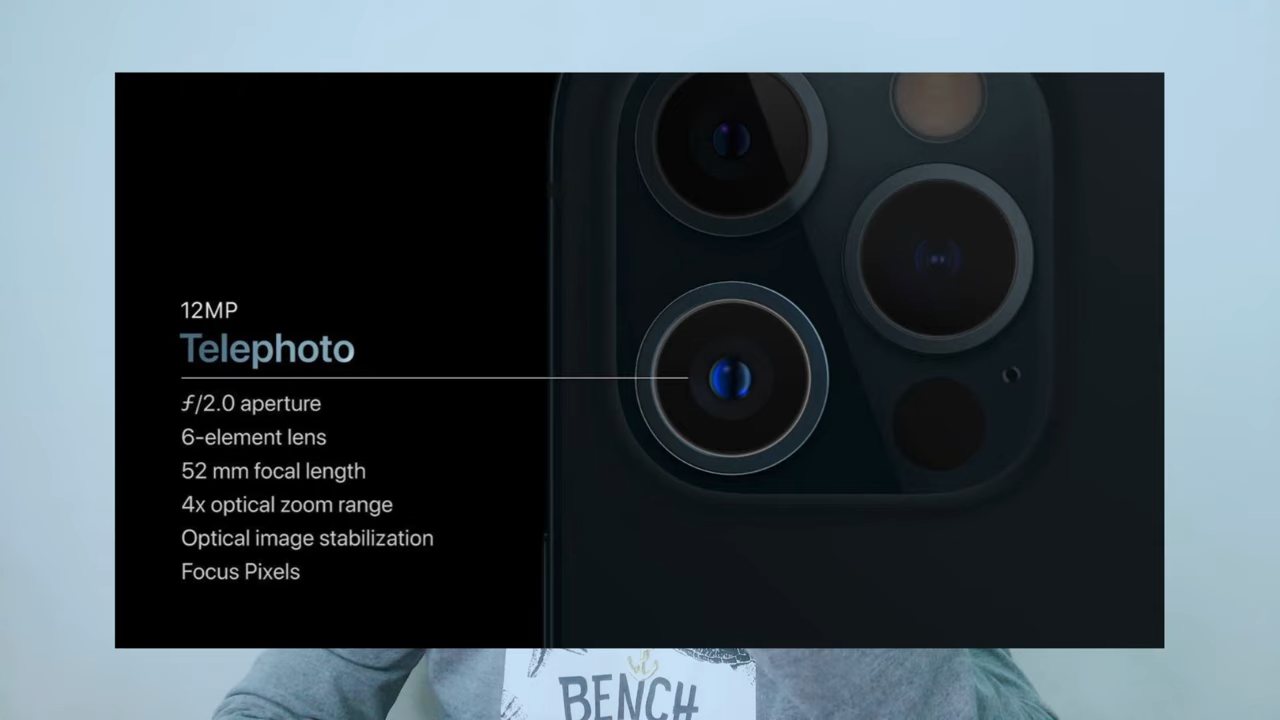 12MP
Telephoto
ƒ/2.0 aperture
6-element lens
52 mm focal length
4x optical zoom range
Optical image stabilization
Focus Pixels
BENCH